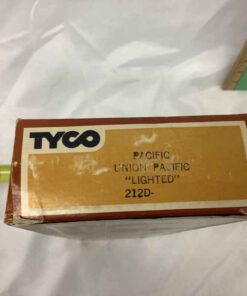 TYCO
PACIFIC
UNION PACIFIC
"LIGHTED"
212D-